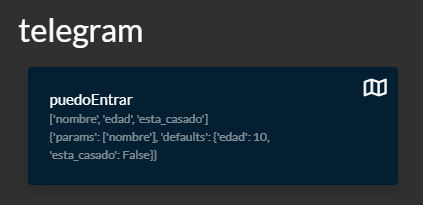 telegram
puedoEntrar
['nombre', 'edad', 'esta_casado']
{'params': ['nombre'], 'defaults': {'edad': 10,
'esta_casado': False}}